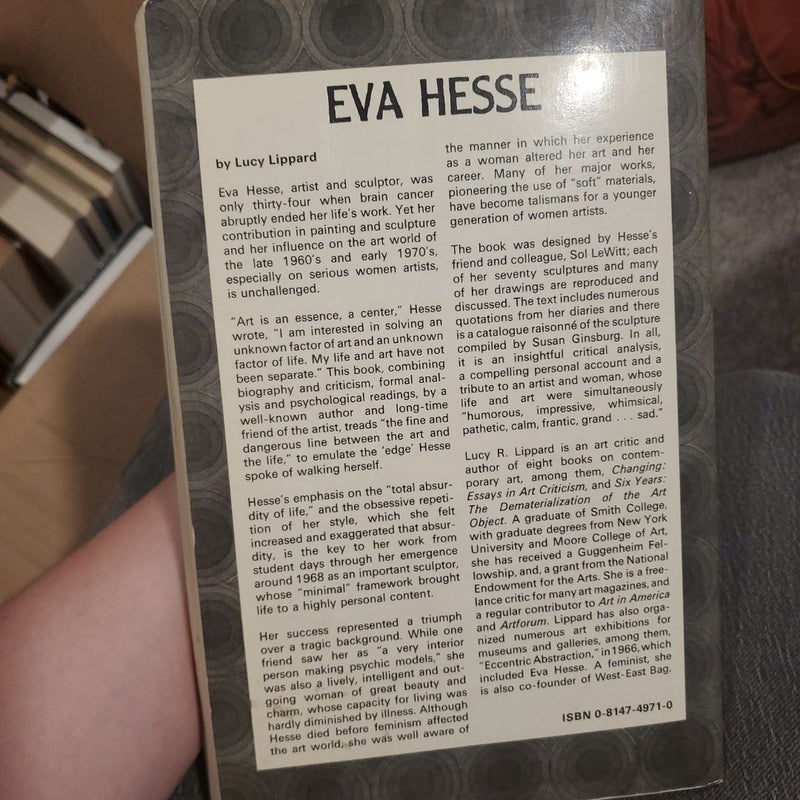 EVA HESSE
by Lucy Lippard
Eva Hesse, artist and sculptor, was
only thirty-four when brain cancer
abruptly ended her life's work. Yet her
contribution in painting and sculpture
and her influence on the art world of
the late 1960's and early 1970's,
especially on serious women artists,
is unchallenged.
"Art is an essence, a center," Hesse
wrote, "I am interested in solving an
unknown factor of art and an unknown
factor of life. My life and art have not
been separate." This book, combining
biography and criticism, formal anal-
ysis and psychological readings, by a
well-known author and long-time
friend of the artist, treads "the fine and
dangerous line between the art and
the life," to emulate the 'edge' Hesse
spoke of walking herself.
Hesse's emphasis on the "total absur-
dity of life," and the obsessive repeti-
tion of her style, which she felt
increased and exaggerated that absur-
dity, is the key to her work from
student days through her emergence
around 1968 as an important sculptor,
whose "minimal" framework brought
life to a highly personal content.
Her success represented a triumph
over a tragic background. While one
friend saw her as "a very interior
person making psychic models," she
was also a lively, intelligent and out-
going woman of great beauty and
charm, whose capacity for living was
hardly diminished by illness. Although
Hesse died before feminism affected
the art world, she was well aware of
the manner in which her experience
as a woman altered her art and her
career. Many of her major works,
pioneering the use of "soft" materials,
have become talismans for a younger
generation of women artists.
The book was designed by Hesse's
friend and colleague, Sol LeWitt; each
of her seventy sculptures and many
of her drawings are reproduced and
discussed. The text includes numerous
quotations from her diaries and there
is a catalogue raisonné of the sculpture
compiled by Susan Ginsburg. In all,
it is an insightful critical analysis,
a compelling personal account and a
tribute to an artist and woman, whose
life and art were simultaneously
"humorous, impressive, whimsical,
pathetic, calm, frantic, grand . . . sad."
Lucy R. Lippard is an art critic and
author of eight books on contem-
porary art, among them, Changing:
Essays in Art Criticism, and Six Years:
The Dematerialization of the Art
Object. A graduate of Smith College,
with graduate degrees from New York
University and Moore College of Art,
she has received a Guggenheim Fel-
lowship, and, a grant from the National
Endowment for the Arts. She is a free-
lance critic for many art magazines, and
a regular contributor to Art in America
and Artforum. Lippard has also orga-
nized numerous art exhibitions for
museums and galleries, among them,
"Eccentric Abstraction," in 1966, which
included Eva Hesse. A feminist, she
is also co-founder of West-East Bag.
ISBN 0-8147-4971-0